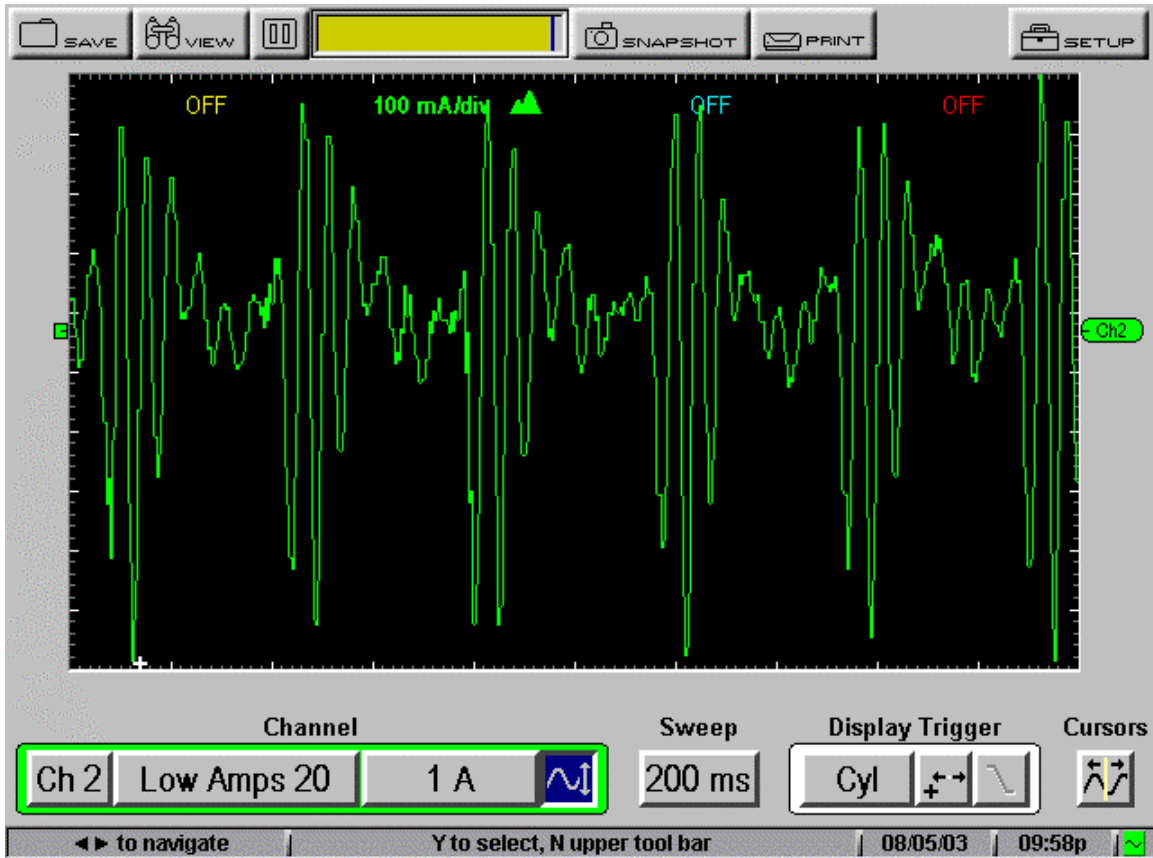 SAVE VIEW SNAPSHOT PRINT SETUP
OFF 100 mA/div OFF OFF
Ch2
Channel Sweep Display Trigger Cursors
Ch 2 Low Amps 20 1 A 200 ms Cyl
◄► to navigate Y to select, N upper tool bar 08/05/03 09:58p